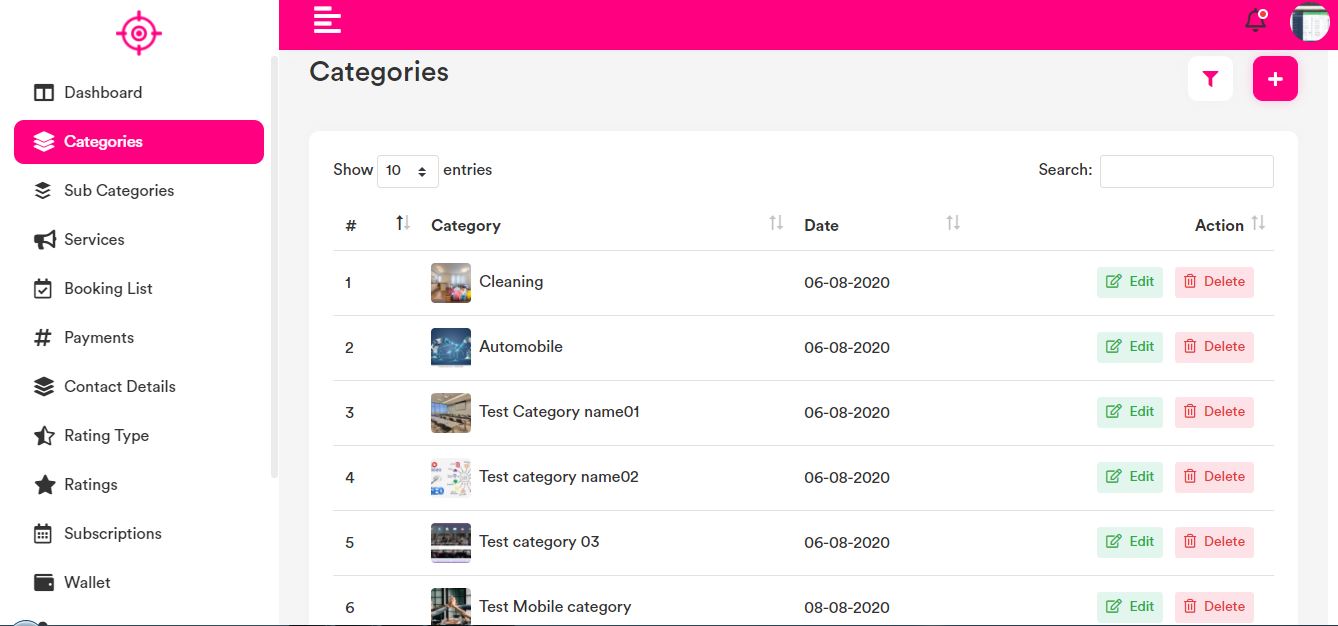 Categories
Dashboard
Categories
Sub Categories
Services
Booking List
Payments
Contact Details
Rating Type
Ratings
Subscriptions
Wallet
Show 10 entries
Search:
# Category Date Action
1 Cleaning 06-08-2020 Edit Delete
2 Automobile 06-08-2020 Edit Delete
3 Test Category name01 06-08-2020 Edit Delete
4 Test category name02 06-08-2020 Edit Delete
5 Test category 03 06-08-2020 Edit Delete
6 Test Mobile category 08-08-2020 Edit Delete